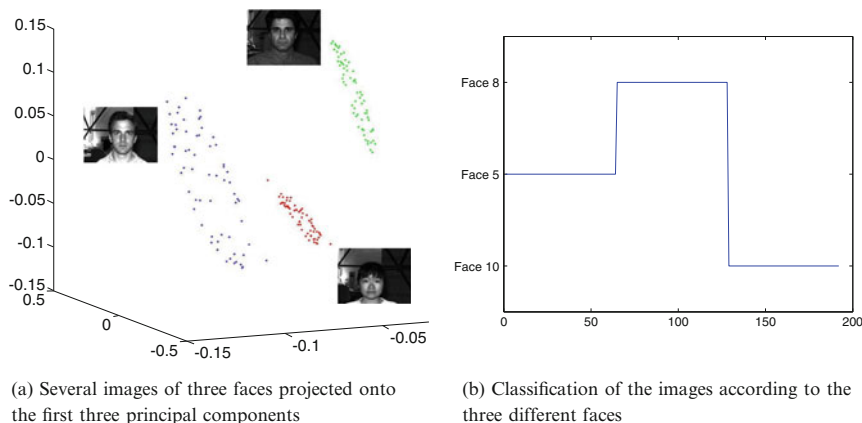 0.15
0.1
0.05
0
-0.05
-0.1
-0.15
0.5
0
-0.5
-0.15
-0.1
-0.05
Face 8
Face 5
Face 10
0
50
100
150
200
(a) Several images of three faces projected onto
the first three principal components
(b) Classification of the images according to the
three different faces